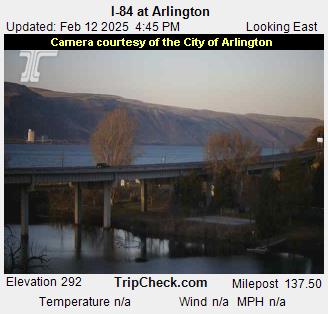 I-84 at Arlington
Updated: Feb 12 2025 4:45 PM Looking East
Camera courtesy of the City of Arlington
Elevation 292 TripCheck.com Milepost 137.50
Temperature n/a Wind n/a MPH n/a